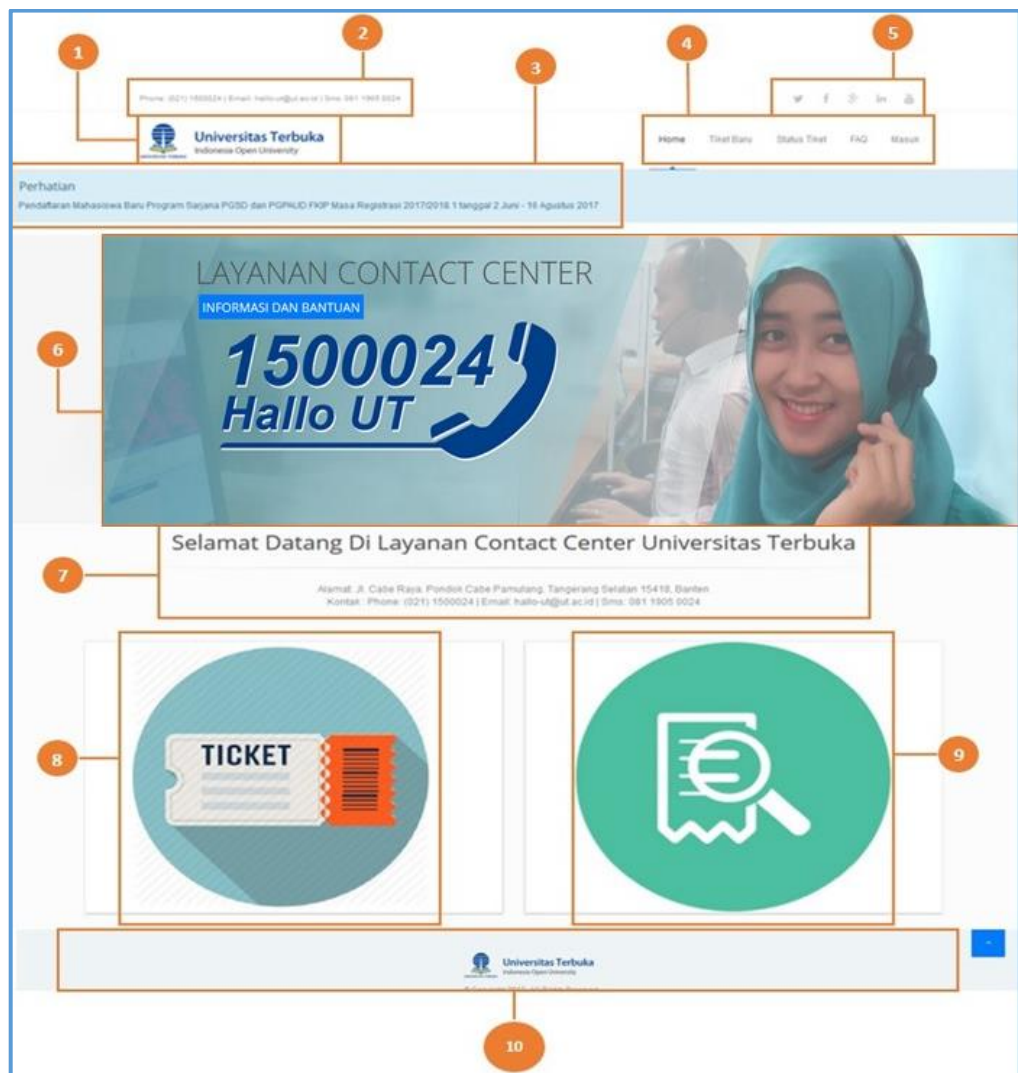 1
2
3
4
5
Phone: (021) 1500024 | Email: hallo-ut@ut.ac.id | Sms: 081 1905 0024
Universitas Terbuka
Indonesia Open University
UNIVERSITAS TERBUKA
Home Tiket Baru Status Tiket FAQ Masuk
Perhatian
Pendaftaran Mahasiswa Baru Program Sarjana PGSD dan PGPAUD FKIP Masa Registrasi 2017/2018.1 tanggal 2 Juni - 16 Agustus 2017
6
LAYANAN CONTACT CENTER
INFORMASI DAN BANTUAN
1500024
Hallo UT
7
Selamat Datang Di Layanan Contact Center Universitas Terbuka
Alamat: Jl. Cabe Raya, Pondok Cabe Pamulang, Tangerang Selatan 15418, Banten
Kontak : Phone: (021) 1500024 | Email: hallo-ut@ut.ac.id | Sms: 081 1905 0024
8
TICKET
9
Universitas Terbuka
Indonesia Open University
10